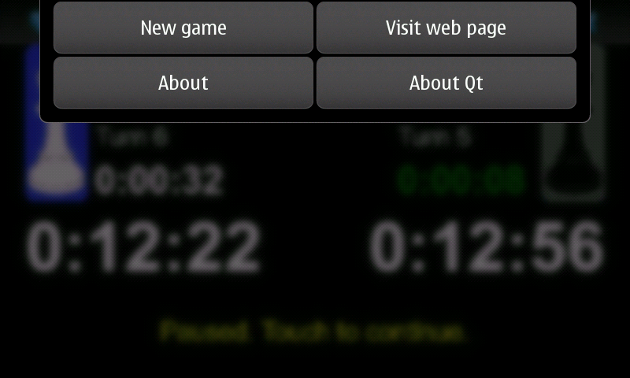 New game Visit web page
About About Qt
Turn 6 Turn 5
0:00:32 0:00:08
0:12:22 0:12:56
Paused. Touch to continue.